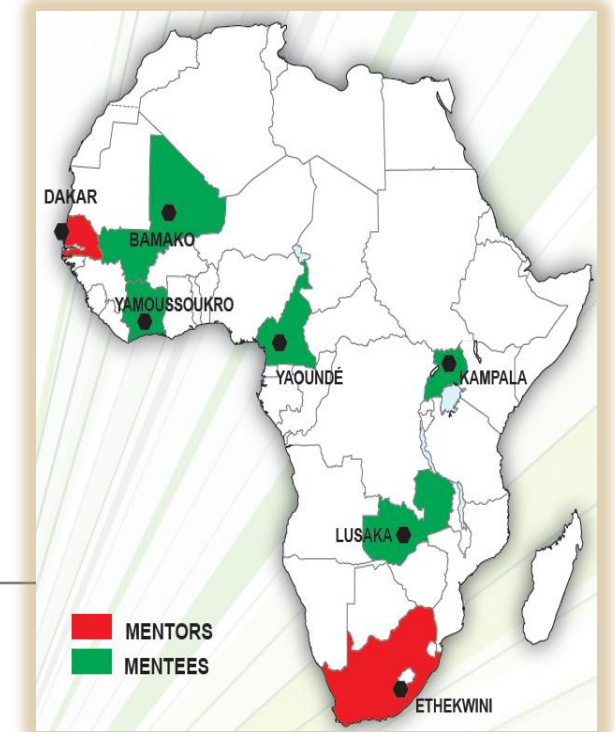 DAKAR
BAMAKO
YAMOUSSOUKRO
YAOUNDÉ
KAMPALA
LUSAKA
MENTORS
MENTEES
ETHEKWINI